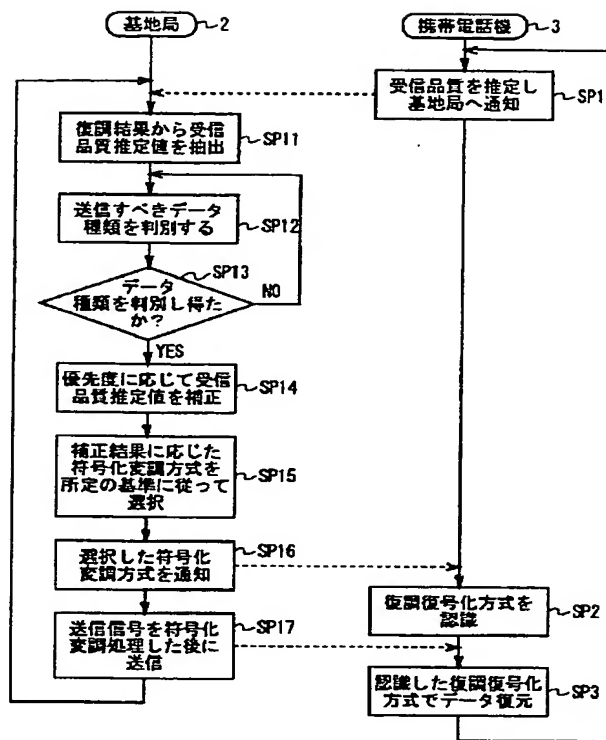 基地局
2
携帯電話機
3
受信品質を推定し
基地局へ通知
SP1
復調結果から受信
品質推定値を抽出
SP11
送信すべきデータ
種類を判別する
SP12
データ
種類を判別し得た
か？
SP13
NO
YES
優先度に応じて受信
品質推定値を補正
SP14
補正結果に応じた
符号化変調方式を
所定の基準に従って
選択
SP15
選択した符号化
変調方式を通知
SP16
復調復号化方式を
認識
SP2
送信信号を符号化
変調処理した後に
送信
SP17
認識した復調復号化
方式でデータ復元
SP3